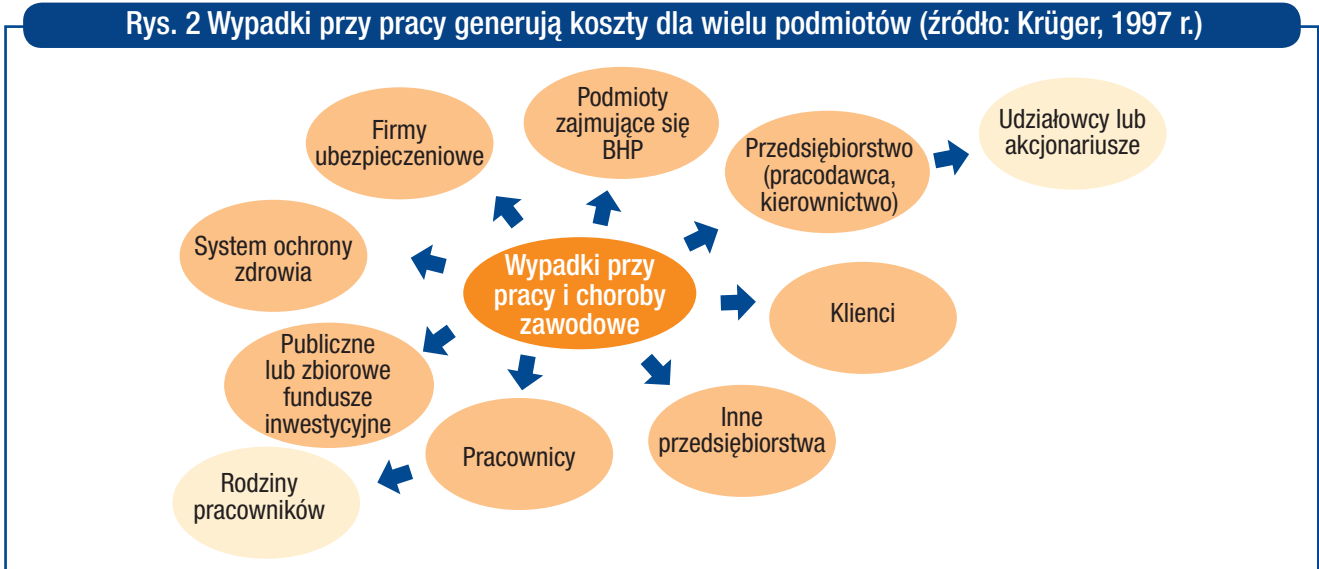 Rys. 2 Wypadki przy pracy generują koszty dla wielu podmiotów (źródło: Krüger, 1997 r.)
Podmioty
zajmujące się
BHP
Firmy
ubezpieczeniowe
Przedsiębiorstwo
(pracodawca,
kierownictwo)
Udziałowcy lub
akcjonariusze
System ochrony
zdrowia
Wypadki przy
pracy i choroby
zawodowe
Klienci
Publiczne
lub zbiorowe
fundusze
inwestycyjne
Inne
przedsiębiorstwa
Pracownicy
Rodziny
pracowników